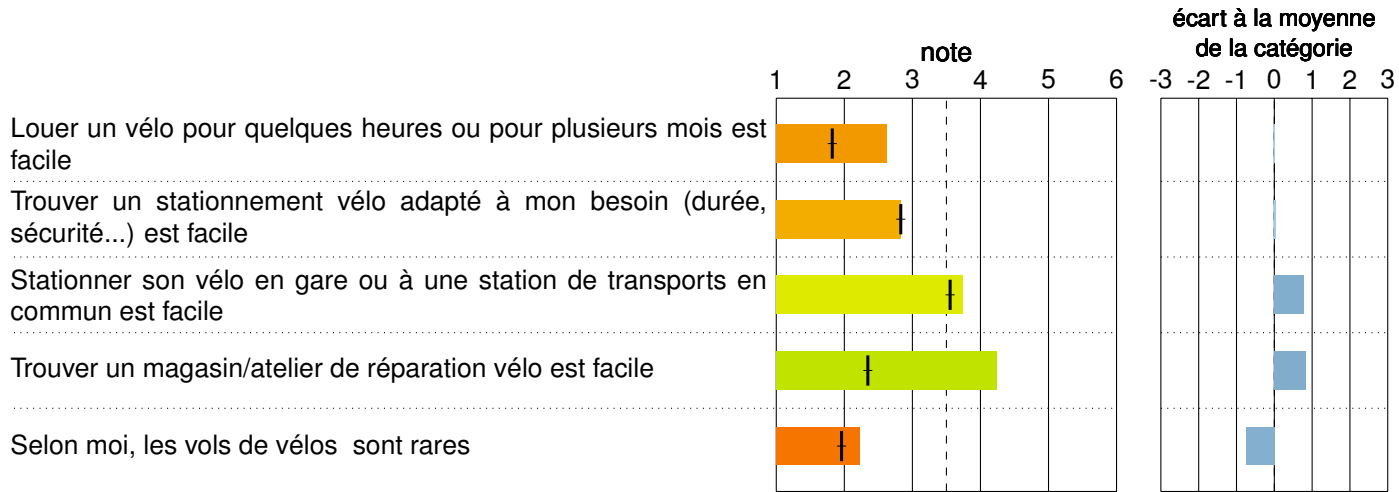 écart à la moyenne
note de la catégorie
1 2 3 4 5 6 -3 -2 -1 0 1 2 3
Louer un vélo pour quelques heures ou pour plusieurs mois est
facile
Trouver un stationnement vélo adapté à mon besoin (durée,
sécurité...) est facile
Stationner son vélo en gare ou à une station de transports en
commun est facile
Trouver un magasin/atelier de réparation vélo est facile
Selon moi, les vols de vélos sont rares